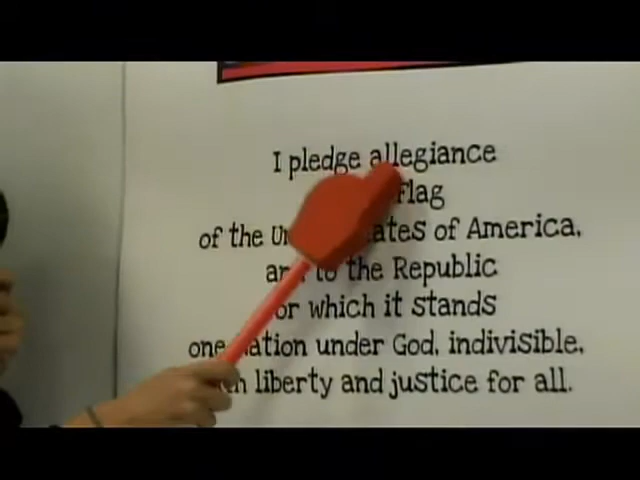 I pledge allegiance
Flag
of the of America,
to the Republic
which it stands
one under God, indivisible,
liberty and justice for all.